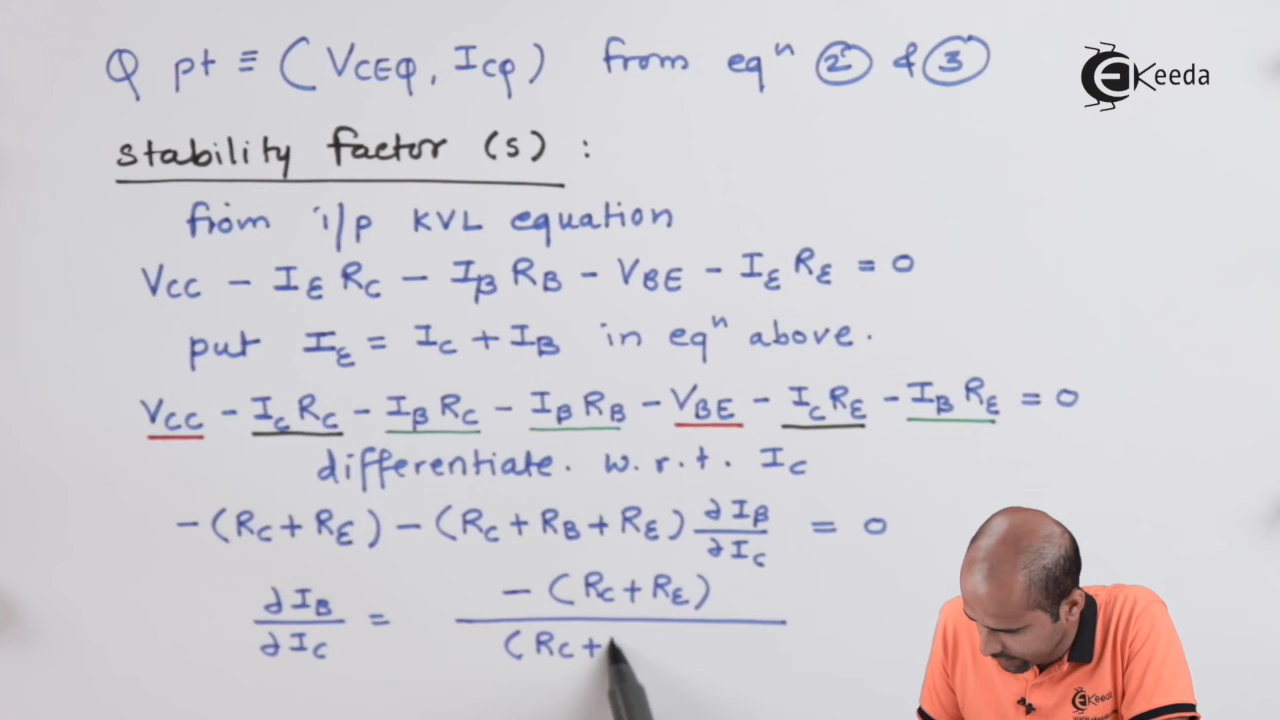 Q pt ≡ (VCEQ, ICQ) from eqⁿ ② & ③
EKeeda
stability factor (s) :
from i/p KVL equation
VCC - IE RC - IB RB - VBE - IE RE = 0
put IE = IC + IB in eqⁿ above.
VCC - IC RC - IB RC - IB RB - VBE - IC RE - IB RE = 0
differentiate. w.r.t. IC
-(RC + RE) - (RC + RB + RE) ∂IB/∂IC = 0
∂IB/∂IC = -(RC + RE)/(RC +
EKeeda